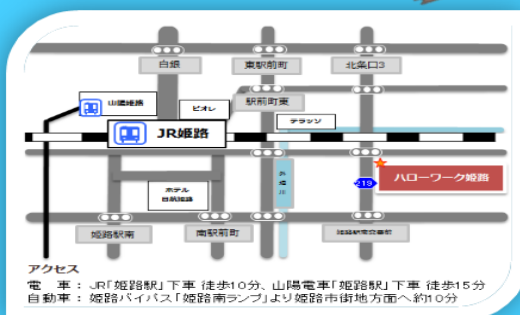 白銀
東駅前町
北条口3
山陽姫路
ピオレ
駅前町東
テラッソ
JR姫路
外堀川
219
ハローワーク姫路
ホテル
日航姫路
姫路駅南
南駅前町
アクセス
電　車： JR「姫路駅」下車 徒歩10分、山陽電車「姫路駅」下車 徒歩15分
自動車： 姫路バイパス「姫路南ランプ」より姫路市街地方面へ約10分